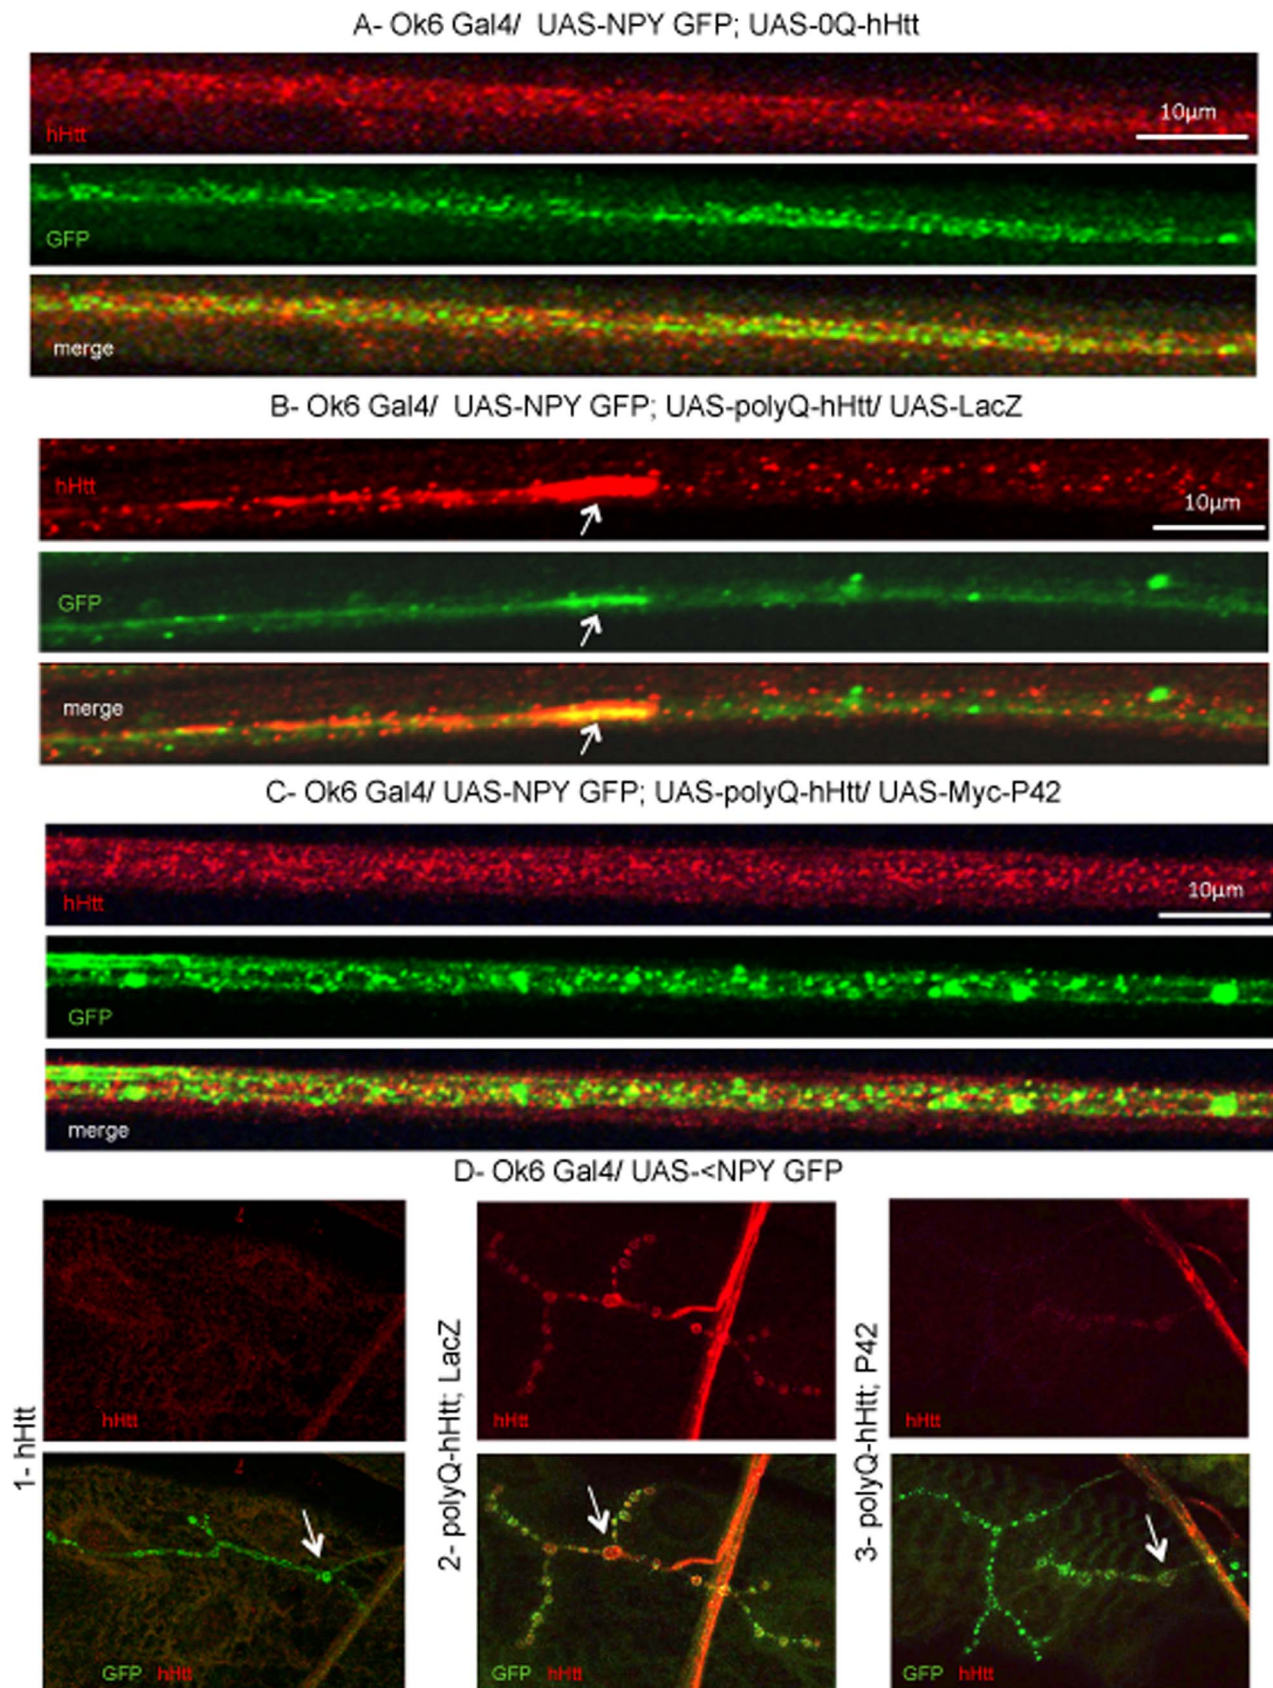 A- Ok6 Gal4/ UAS-NPY GFP; UAS-0Q-hHtt
10µm
hHtt
GFP
merge
B- Ok6 Gal4/ UAS-NPY GFP; UAS-polyQ-hHtt/ UAS-LacZ
hHtt
10µm
GFP
merge
C- Ok6 Gal4/ UAS-NPY GFP; UAS-polyQ-hHtt/ UAS-Myc-P42
10µm
hHtt
GFP
merge
D- Ok6 Gal4/ UAS-<NPY GFP
1- hHtt
hHtt
GFP hHtt
2- polyQ-hHtt; LacZ
hHtt
GFP hHtt
3- polyQ-hHtt; P42
hHtt
GFP hHtt